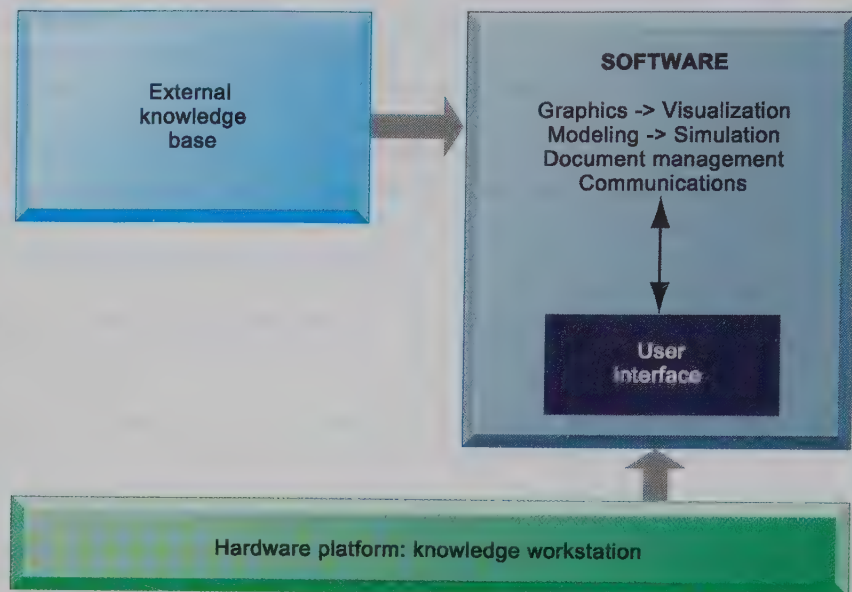 External
knowledge
base
SOFTWARE
Graphics -> Visualization
Modeling -> Simulation
Document management
Communications
User
interface
Hardware platform: knowledge workstation